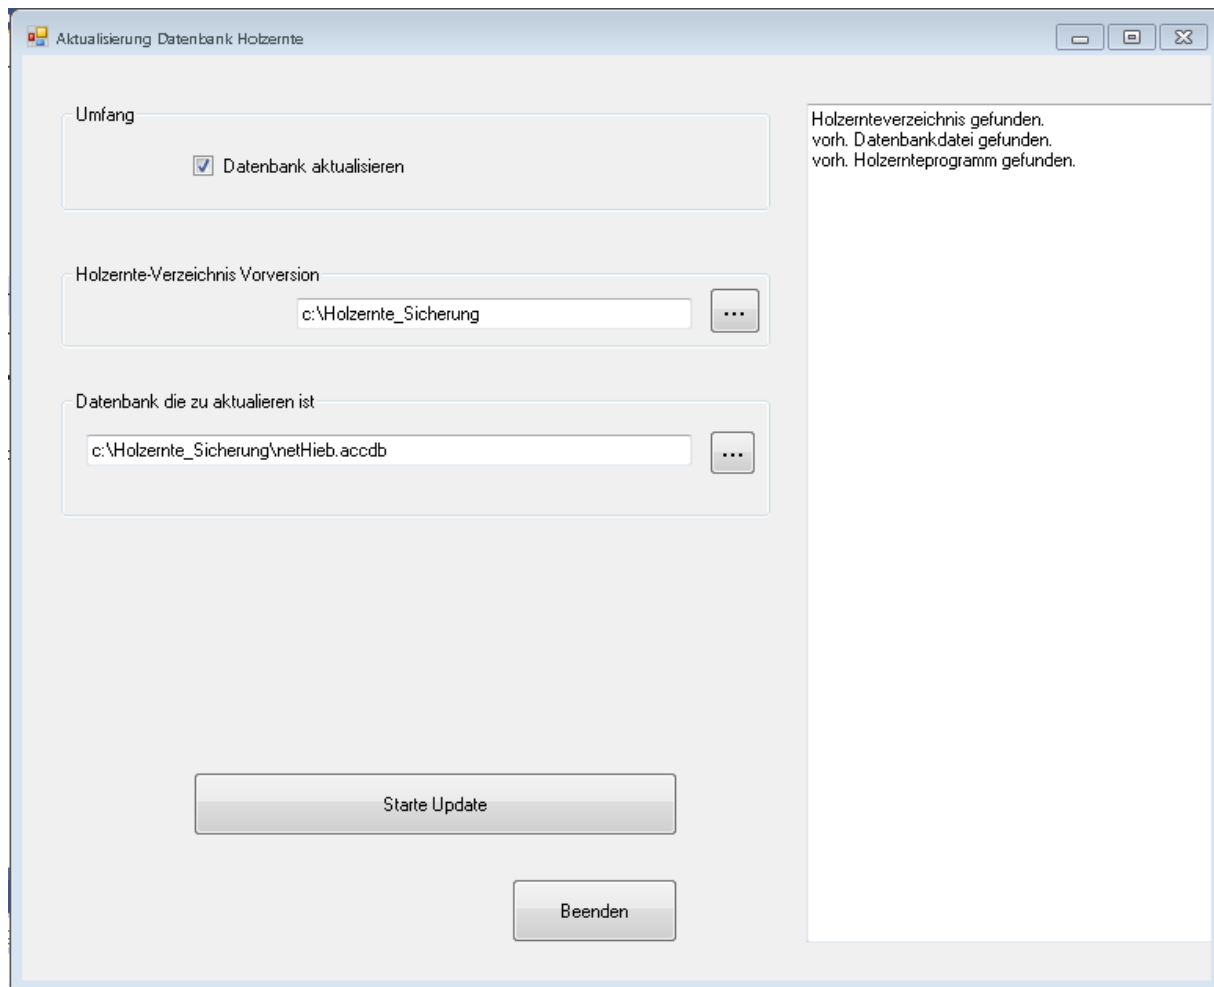 Aktualisierung Datenbank Holzernte
Umfang
Datenbank aktualisieren
Holzernte-Verzeichnis Vorversion
c:\Holzernte_Sicherung
...
Datenbank die zu aktualieren ist
c:\Holzernte_Sicherung\netHieb.accdb
...
Starte Update
Beenden
Holzernteverzeichnis gefunden.
vorh. Datenbankdatei gefunden.
vorh. Holzernteprogramm gefunden.